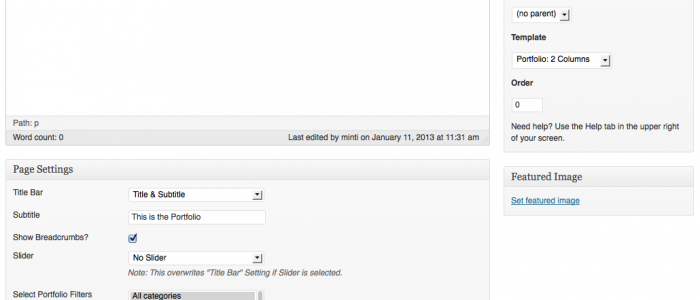 Path: p
Word count: 0 Last edited by minti on January 11, 2013 at 11:31 am
Page Settings
Title Bar Title & Subtitle
Subtitle This is the Portfolio
Show Breadcrumbs?
Slider No Slider
Note: This overwrites "Title Bar" Setting if Slider is selected.
Select Portfolio Filters All categories
(no parent)
Template
Portfolio: 2 Columns
Order
0
Need help? Use the Help tab in the upper right
of your screen.
Featured Image
Set featured image